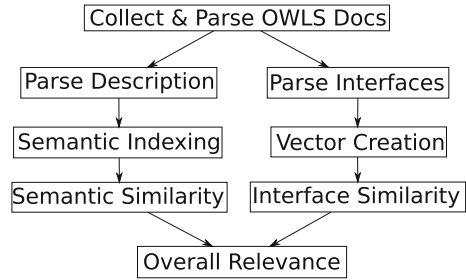 Collect & Parse OWLS Docs
Parse Description
Parse Interfaces
Semantic Indexing
Vector Creation
Semantic Similarity
Interface Similarity
Overall Relevance